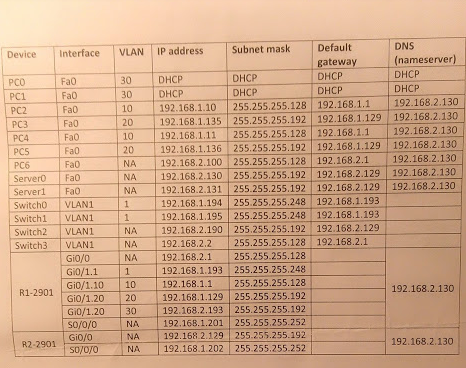 Device Interface VLAN IP address Subnet mask Default gateway DNS (nameserver)
PC0 Fa0 30 DHCP DHCP DHCP DHCP
PC1 Fa0 30 DHCP DHCP DHCP DHCP
PC2 Fa0 10 192.168.1.10 255.255.255.128 192.168.1.1 192.168.2.130
PC3 Fa0 20 192.168.1.135 255.255.255.192 192.168.1.129 192.168.2.130
PC4 Fa0 10 192.168.1.11 255.255.255.128 192.168.1.1 192.168.2.130
PC5 Fa0 20 192.168.1.136 255.255.255.192 192.168.1.129 192.168.2.130
PC6 Fa0 NA 192.168.2.100 255.255.255.128 192.168.2.1 192.168.2.130
Server0 Fa0 NA 192.168.2.130 255.255.255.192 192.168.2.129 192.168.2.130
Server1 Fa0 NA 192.168.2.131 255.255.255.192 192.168.2.129 192.168.2.130
Switch0 VLAN1 1 192.168.1.194 255.255.255.248 192.168.1.193
Switch1 VLAN1 1 192.168.1.195 255.255.255.248 192.168.1.193
Switch2 VLAN1 NA 192.168.2.190 255.255.255.192 192.168.2.129
Switch3 VLAN1 NA 192.168.2.2 255.255.255.128 192.168.2.1
R1-2901 Gi0/0 NA 192.168.2.1 255.255.255.128 192.168.2.130
Gi0/1.1 1 192.168.1.193 255.255.255.248
Gi0/1.10 10 192.168.1.1 255.255.255.128
Gi0/1.20 20 192.168.1.129 255.255.255.192
Gi0/1.20 30 192.168.2.193 255.255.255.192
S0/0/0 NA 192.168.1.201 255.255.255.252
R2-2901 Gi0/0 NA 192.168.2.129 255.255.255.192 192.168.2.130
S0/0/0 NA 192.168.1.202 255.255.255.252